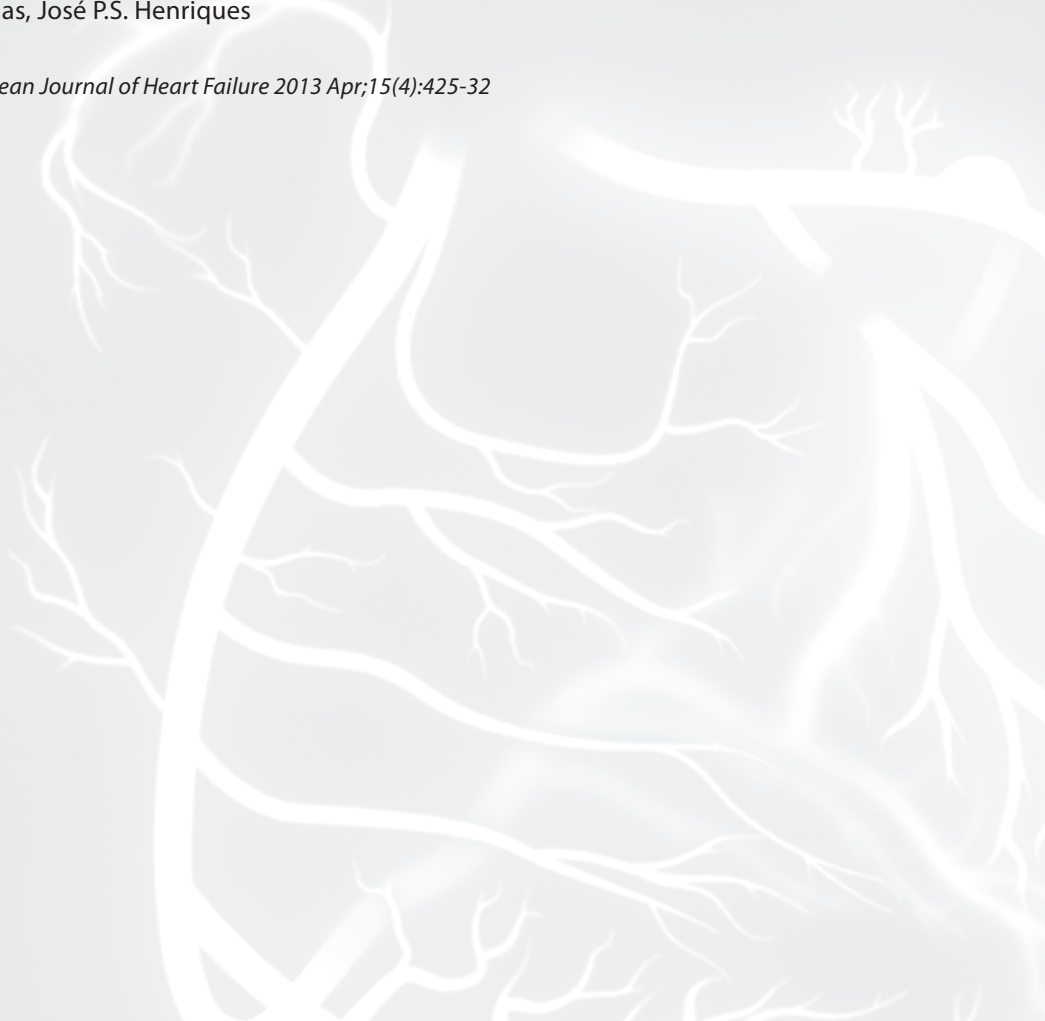 as, José P.S. Henriques
ean Journal of Heart Failure 2013 Apr;15(4):425-32